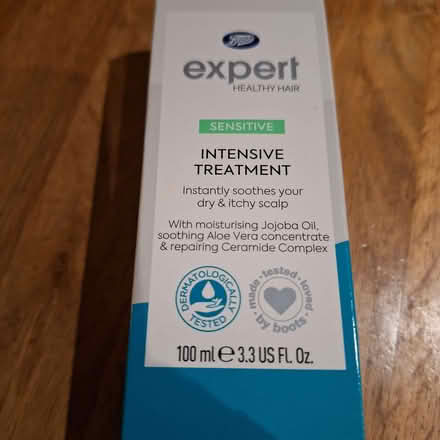 Boots
expert
HEALTHY HAIR
SENSITIVE
INTENSIVE
TREATMENT
Instantly soothes your
dry & itchy scalp
With moisturising Jojoba Oil,
soothing Aloe Vera concentrate
& repairing Ceramide Complex
DERMATOLOGICALLY
TESTED
made · tested · loved
· by boots ·
100 ml ℮ 3.3 US FL. Oz.